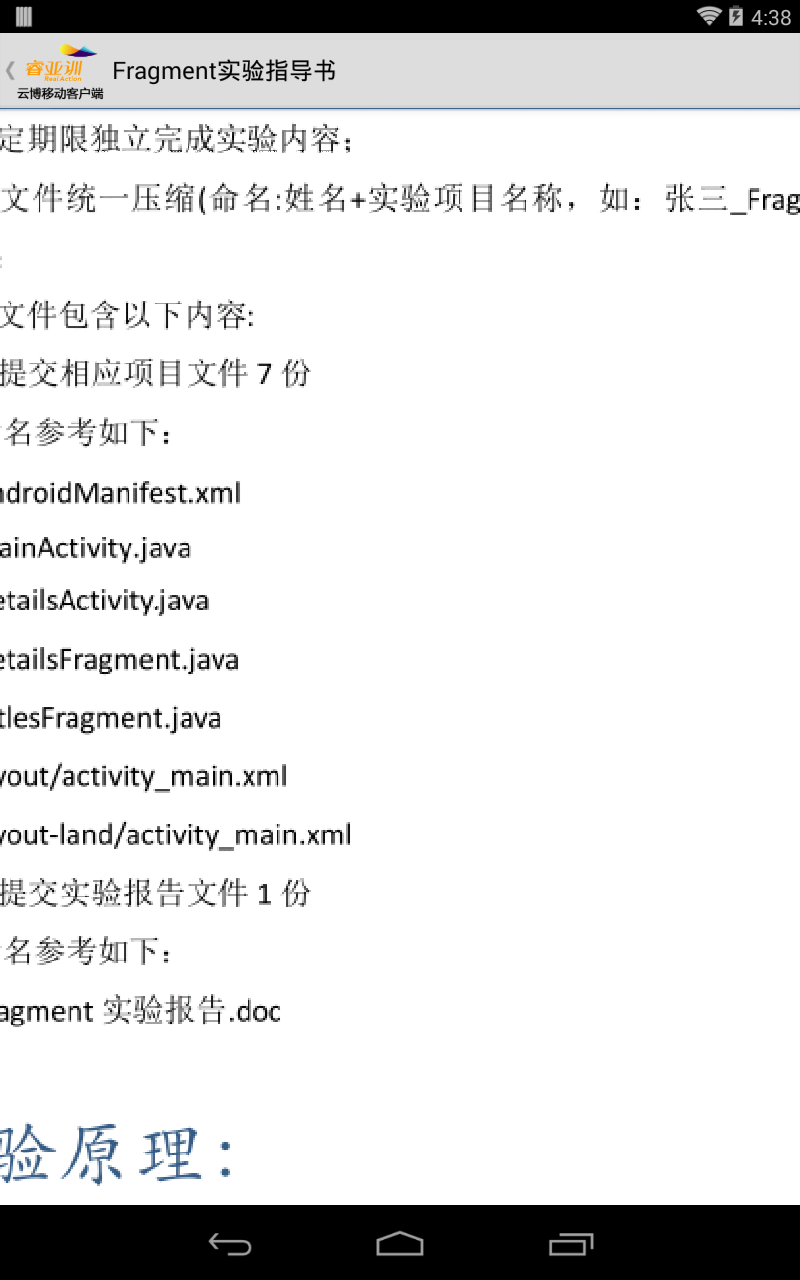 4:38
睿亚训
Real Action
云博移动客户端
Fragment实验指导书
定期限独立完成实验内容；
文件统一压缩(命名:姓名+实验项目名称，如：张三_Frag
文件包含以下内容:
提交相应项目文件 7 份
名参考如下：
ndroidManifest.xml
ainActivity.java
etailsActivity.java
etailsFragment.java
tlesFragment.java
yout/activity_main.xml
yout-land/activity_main.xml
提交实验报告文件 1 份
名参考如下：
agment 实验报告.doc
验原理：